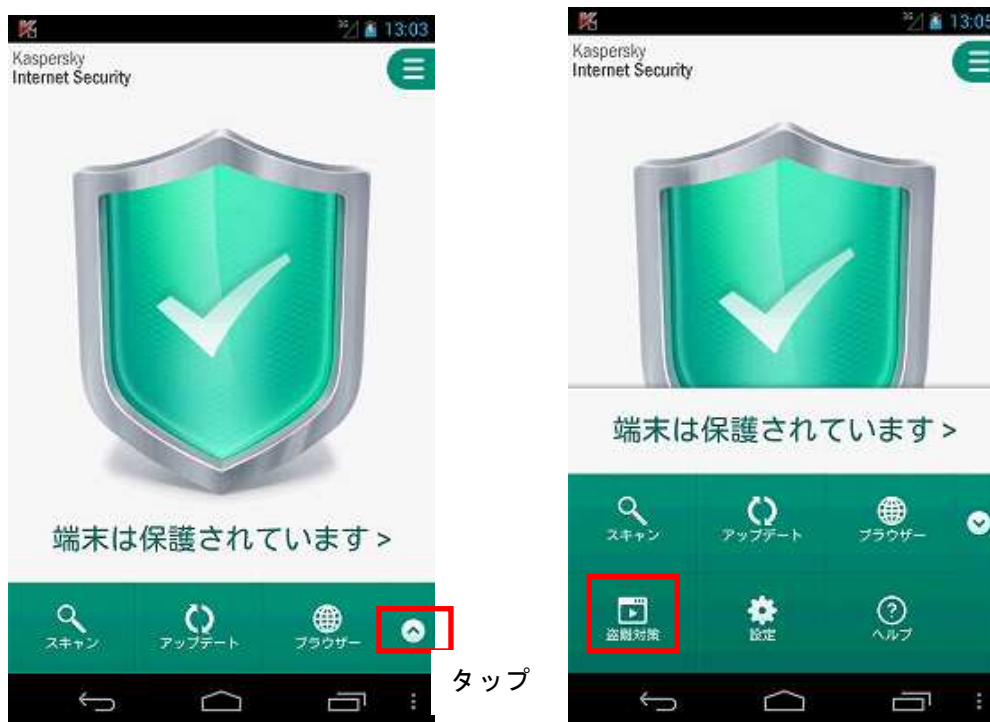 3G
13:03
Kaspersky
Internet Security
端末は保護されています >
スキャン
アップデート
ブラウザー
タップ
3G
13:05
Kaspersky
Internet Security
端末は保護されています >
スキャン
アップデート
ブラウザー
盗難対策
設定
ヘルプ